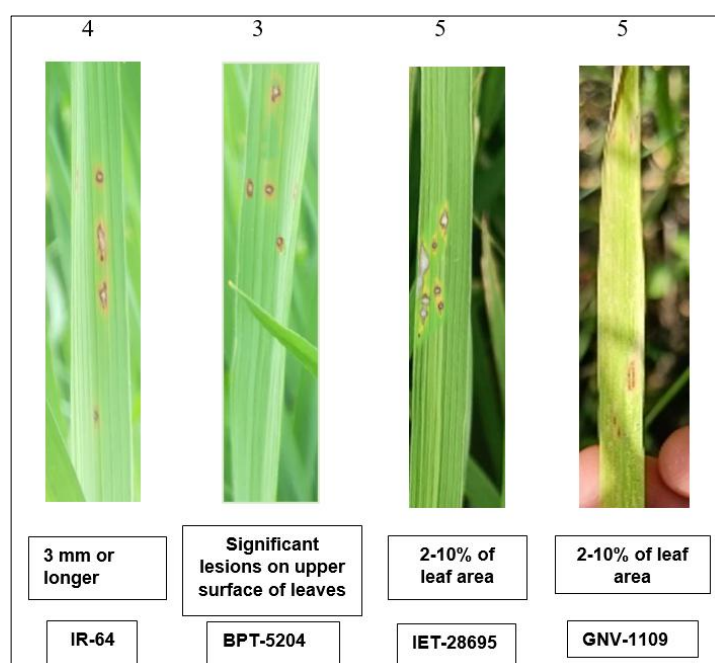 4 3 5 5
3 mm or
longer
Significant
lesions on upper
surface of leaves
2-10% of
leaf area
2-10% of leaf
area
IR-64
BPT-5204
IET-28695
GNV-1109